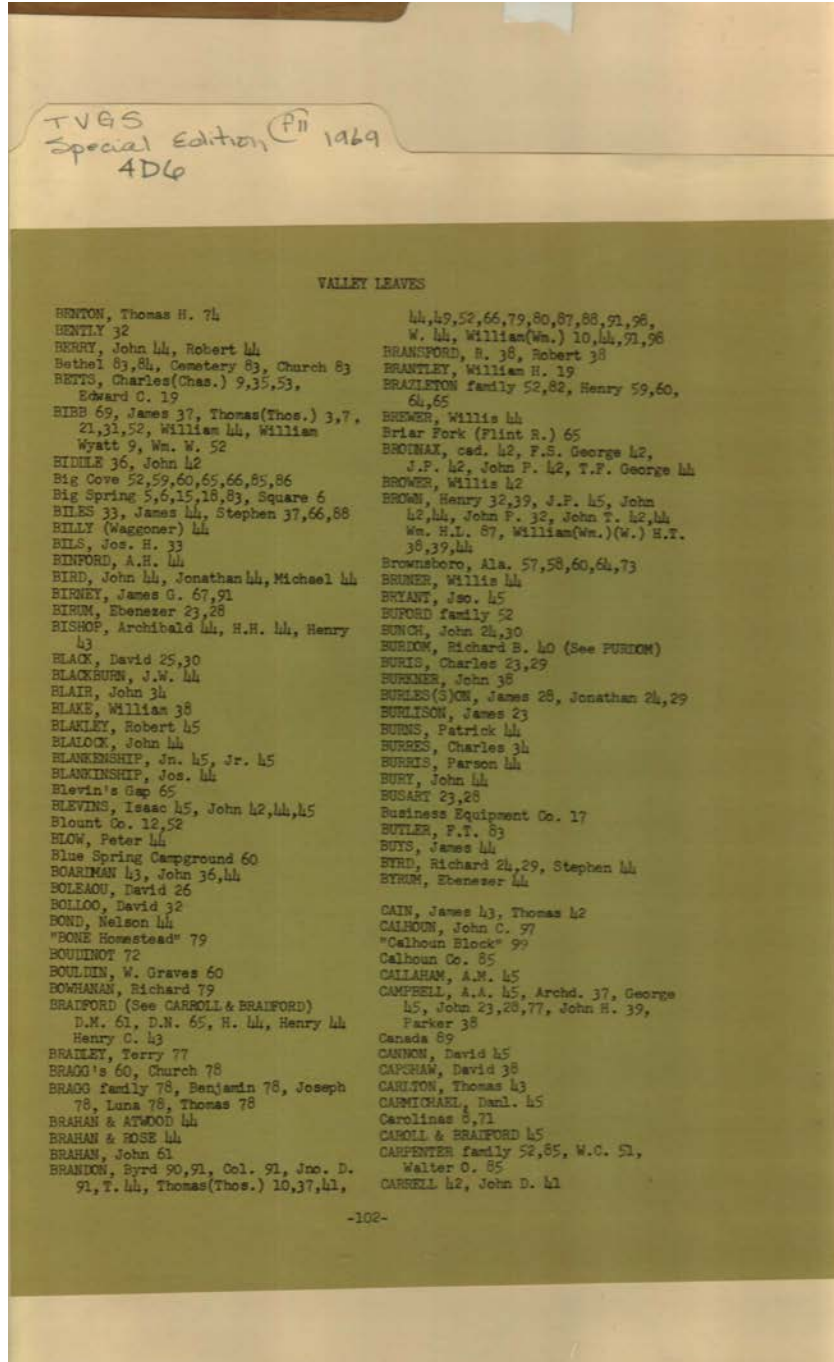 TVGS
Special Edition P11 1969
4D6
VALLEY LEAVES
BENTON, Thomas H. 74
BENTLY 32
BERRY, John 44, Robert 44
Bethel 83,84, Cemetery 83, Church 83
BETTS, Charles(Chas.) 9,35,53,
Edward C. 19
BIBB 69, James 37, Thomas(Thos.) 3,7,
21,31,52, William 44, William
Wyatt 9, Wm. W. 52
BIDDLE 36, John 42
Big Cove 52,59,60,65,66,85,86
Big Spring 5,6,15,18,83, Square 6
BILES 33, James 44, Stephen 37,66,88
BILLY (Waggoner) 44
BILS, Jos. H. 33
BINFORD, A.H. 44
BIRD, John 44, Jonathan 44, Michael 44
BIRNEY, James G. 67,91
BIRUM, Ebenezer 23,28
BISHOP, Archibald 44, H.H. 44, Henry
43
BLACK, David 25,30
BLACKBURN, J.W. 44
BLAIR, John 34
BLAKE, William 38
BLAKLEY, Robert 45
BLALOCK, John 44
BLANKENSHIP, Jn. 45, Jr. 45
BLANKINSHIP, Jos. 44
Blevin's Gap 65
BLEVINS, Isaac 45, John 42,44,45
Blount Co. 12,52
BLOW, Peter 44
Blue Spring Campground 60
BOARDMAN 43, John 36,44
BOLEAOU, David 26
BOLLOO, David 32
BOND, Nelson 44
"BONE Homestead" 79
BOUDINOT 72
BOULDIN, W. Graves 60
BOWHANAN, Richard 79
BRADFORD (See CARROLL & BRADFORD)
D.M. 61, D.N. 65, H. 44, Henry 44
Henry C. 43
BRADLEY, Terry 77
BRAGG's 60, Church 78
BRAGG family 78, Benjamin 78, Joseph
78, Luna 78, Thomas 78
BRAHAN & ATWOOD 44
BRAHAN & ROSE 44
BRAHAN, John 61
BRANDON, Byrd 90,91, Col. 91, Jno. D.
91, T. 44, Thomas(Thos.) 10,37,41,
44,49,52,66,79,80,87,88,91,98,
W. 44, William(Wm.) 10,44,91,98
BRANSFORD, B. 38, Robert 38
BRANTLEY, William H. 19
BRAZLETON family 52,82, Henry 59,60,
64,65
BREWER, Willis 44
Briar Fork (Flint R.) 65
BRODNAX, cad. 42, F.S. George 42,
J.P. 42, John P. 42, T.F. George 44
BROWER, Willis 42
BROWN, Henry 32,39, J.P. 45, John
42,44, John P. 32, John T. 42,44
Wm. H.L. 87, William(Wm.)(W.) H.T.
38,39,44
Brownsboro, Ala. 57,58,60,64,73
BRUNER, Willis 44
BRYANT, Jso. 45
BUFORD family 52
BUNCH, John 24,30
BURDOM, Richard B. 40 (See PURDOM)
BURIS, Charles 23,29
BURKNER, John 38
BURLES(S)ON, James 28, Jonathan 24,29
BURLISON, James 23
BURNS, Patrick 44
BURRES, Charles 34
BURRIS, Parson 44
BURY, John 44
BUSART 23,28
Business Equipment Co. 17
BUTLER, F.T. 83
BUYS, James 44
BYRD, Richard 24,29, Stephen 44
BYRUM, Ebenezer 44
CAIN, James 43, Thomas 42
CALHOUN, John C. 97
"Calhoun Block" 99
Calhoun Co. 85
CALLAHAM, A.M. 45
CAMPBELL, A.A. 45, Archd. 37, George
45, John 23,28,77, John H. 39,
Parker 38
Canada 89
CANNON, David 45
CAPSHAW, David 38
CARLTON, Thomas 43
CARMICHAEL, Danl. 45
Carolinas 8,71
CAROLL & BRADFORD 45
CARPENTER family 52,85, W.C. 51,
Walter O. 85
CARRELL 42, John D. 41
-102-